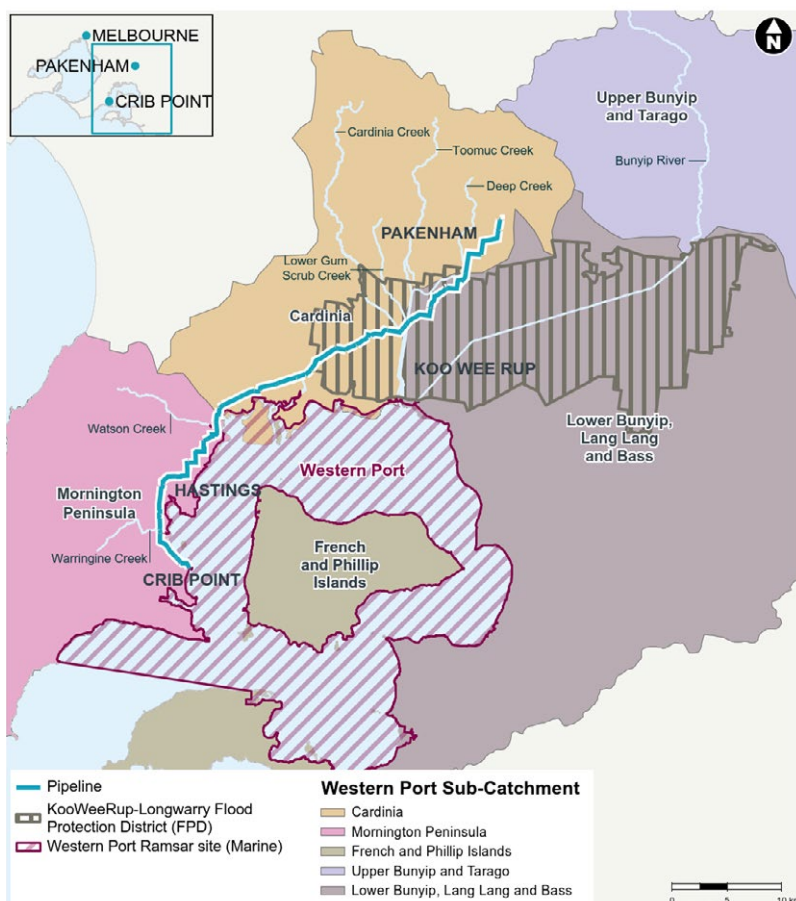 MELBOURNE
PAKENHAM
CRIB POINT
N
Upper Bunyip
and Tarago
Cardinia Creek
Toomuc Creek
Bunyip River
Deep Creek
PAKENHAM
Lower Gum
Scrub Creek
Cardinia
KOO WEE RUP
Lower Bunyip,
Lang Lang
and Bass
Watson Creek
Western Port
HASTINGS
Mornington
Peninsula
French
and Phillip
Islands
Warringine Creek
CRIB POINT
Pipeline
KooWeeRup-Longwarry Flood
Protection District (FPD)
Western Port Ramsar site (Marine)
Western Port Sub-Catchment
Cardinia
Mornington Peninsula
French and Phillip Islands
Upper Bunyip and Tarago
Lower Bunyip, Lang Lang and Bass
0 5 10